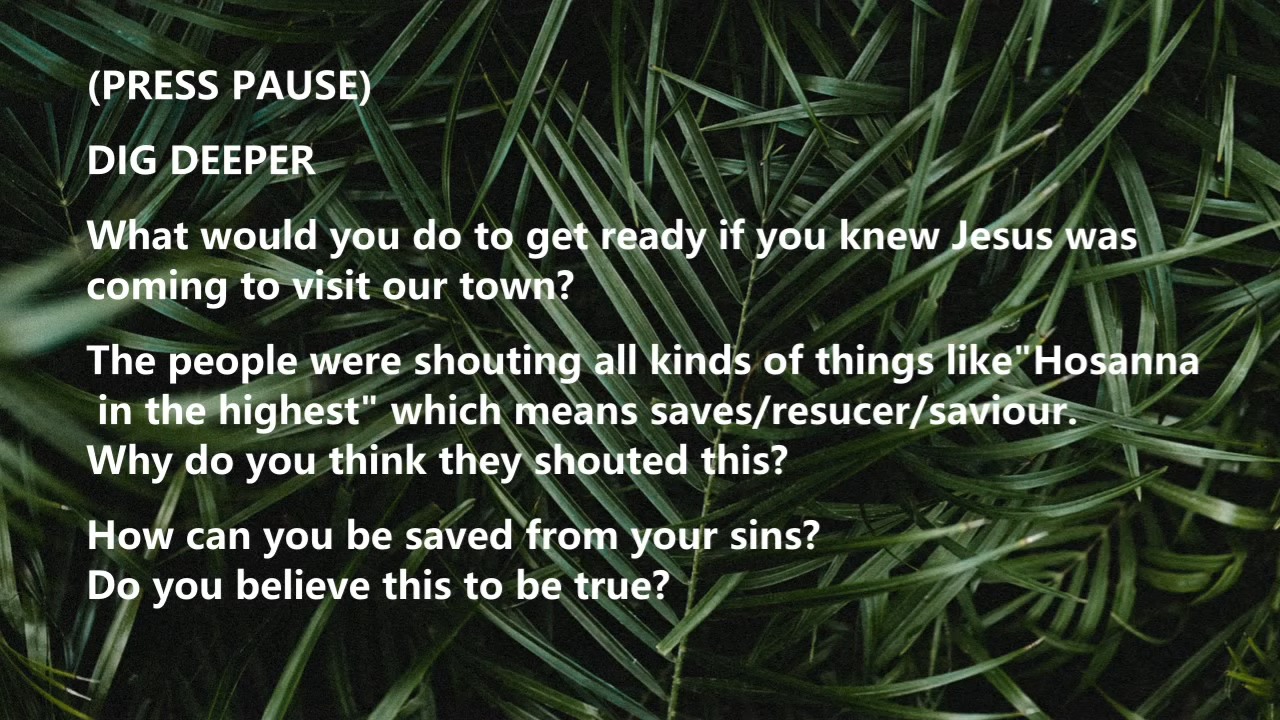 (PRESS PAUSE)
DIG DEEPER
What would you do to get ready if you knew Jesus was
coming to visit our town?
The people were shouting all kinds of things like"Hosanna
in the highest" which means saves/resucer/saviour.
Why do you think they shouted this?
How can you be saved from your sins?
Do you believe this to be true?